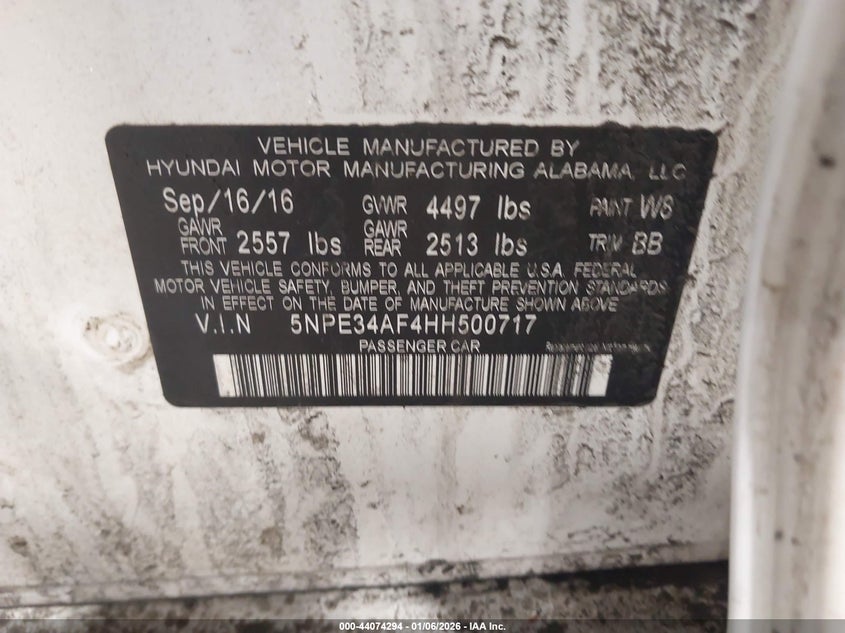 VEHICLE MANUFACTURED BY
HYUNDAI MOTOR MANUFACTURING ALABAMA, LLC
Sep/16/16 GVWR 4497 lbs PAINT W8
GAWR FRONT 2557 lbs GAWR REAR 2513 lbs TRIM BB
THIS VEHICLE CONFORMS TO ALL APPLICABLE U.S.A. FEDERAL
MOTOR VEHICLE SAFETY, BUMPER, AND THEFT PREVENTION STANDARDS
IN EFFECT ON THE DATE OF MANUFACTURE SHOWN ABOVE
V.I.N 5NPE34AF4HH500717
PASSENGER CAR
000-44074294 - 01/06/2026 - IAA Inc.